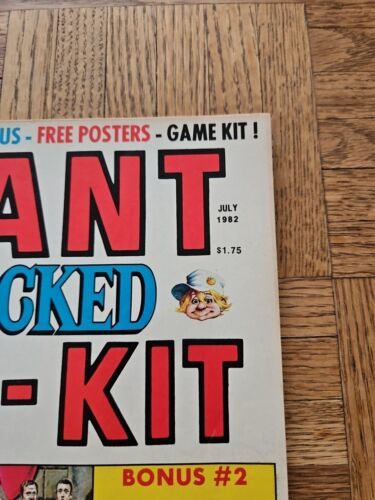 US - FREE POSTERS - GAME KIT !
ANT
JULY
1982
$1.75
CKED
- KIT
BONUS #2